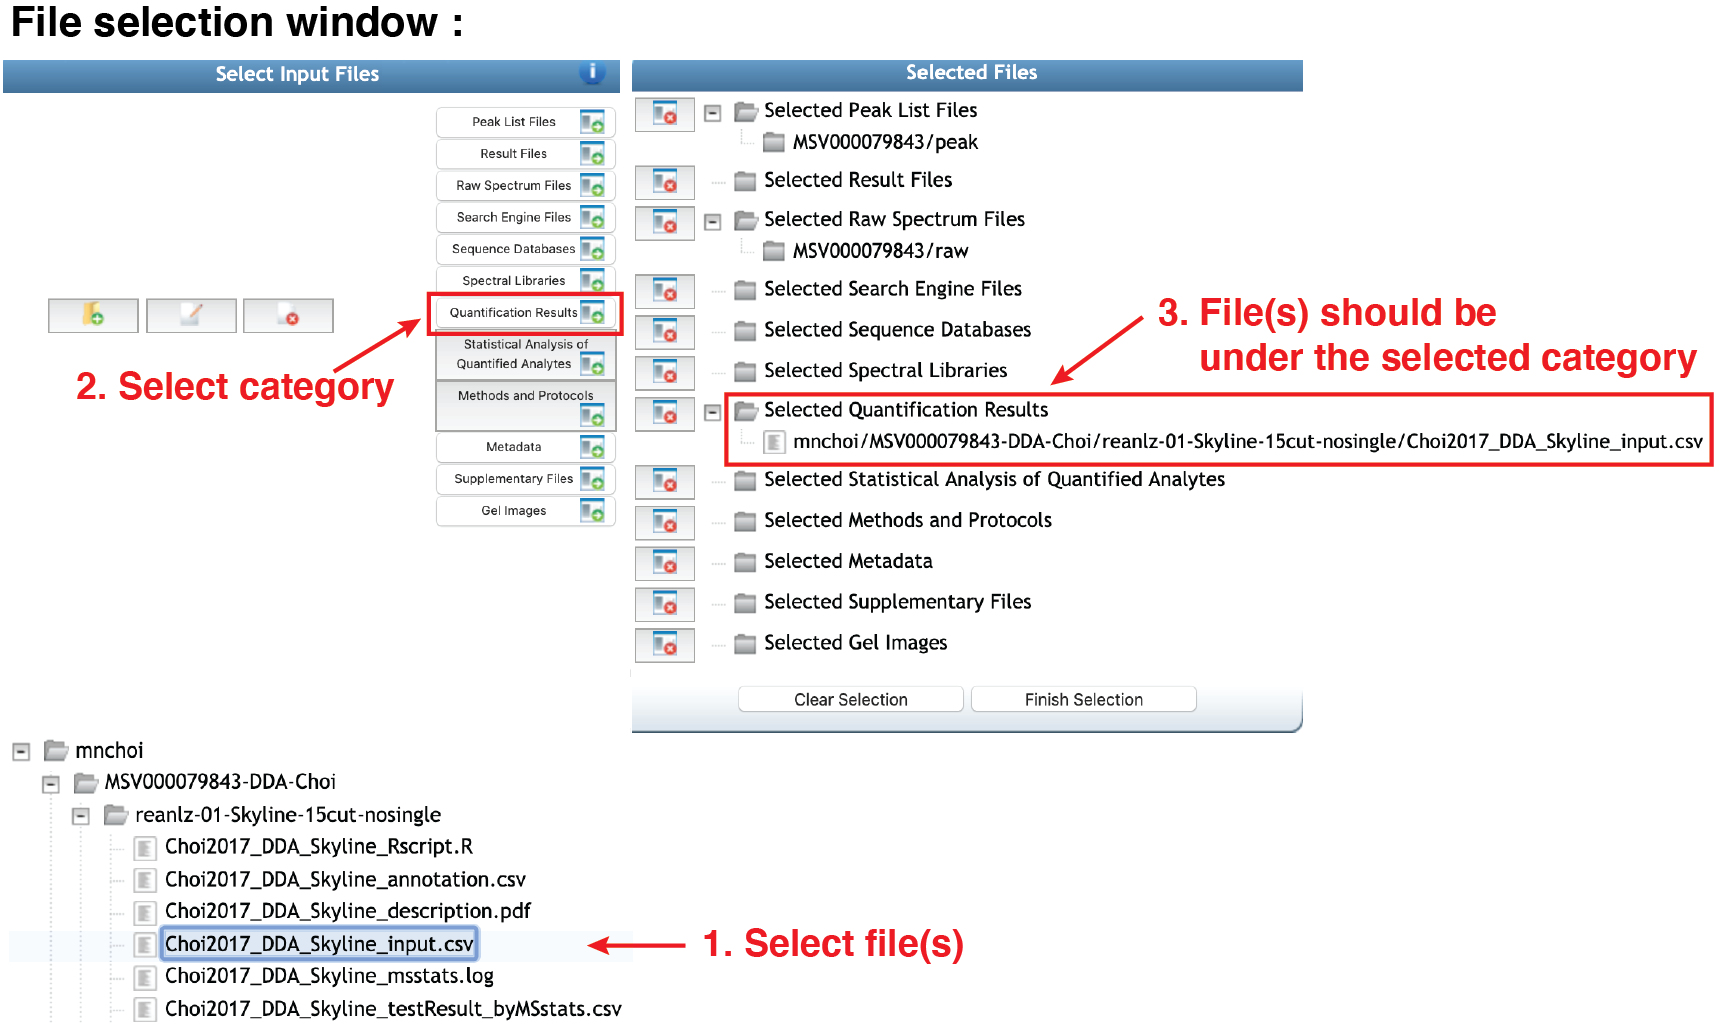 File selection window :
Select Input Files
i
Peak List Files
Result Files
Raw Spectrum Files
Search Engine Files
Sequence Databases
Spectral Libraries
Quantification Results
Statistical Analysis of
Quantified Analytes
Methods and Protocols
Metadata
Supplementary Files
Gel Images
2. Select category
Selected Files
Selected Peak List Files
MSV000079843/peak
Selected Result Files
Selected Raw Spectrum Files
MSV000079843/raw
Selected Search Engine Files
Selected Sequence Databases
Selected Spectral Libraries
Selected Quantification Results
mnchoi/MSV000079843-DDA-Choi/reanlz-01-Skyline-15cut-nosingle/Choi2017_DDA_Skyline_input.csv
Selected Statistical Analysis of Quantified Analytes
Selected Methods and Protocols
Selected Metadata
Selected Supplementary Files
Selected Gel Images
3. File(s) should be
under the selected category
Clear Selection
Finish Selection
mnchoi
MSV000079843-DDA-Choi
reanlz-01-Skyline-15cut-nosingle
Choi2017_DDA_Skyline_Rscript.R
Choi2017_DDA_Skyline_annotation.csv
Choi2017_DDA_Skyline_description.pdf
Choi2017_DDA_Skyline_input.csv
1. Select file(s)
Choi2017_DDA_Skyline_msstats.log
Choi2017_DDA_Skyline_testResult_byMSstats.csv